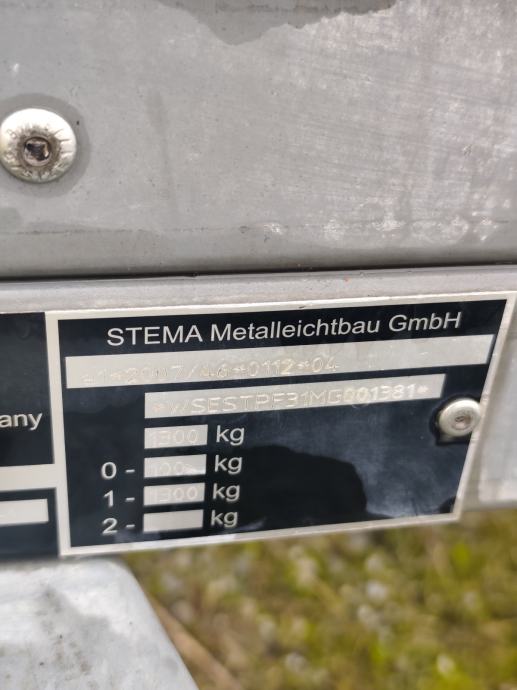 STEMA Metalleichtbau GmbH
e1*2007/46*0112*04
*WSESTPF31MG001381*
any
1300 kg
0 - 100 kg
1 - 1300 kg
2 - kg